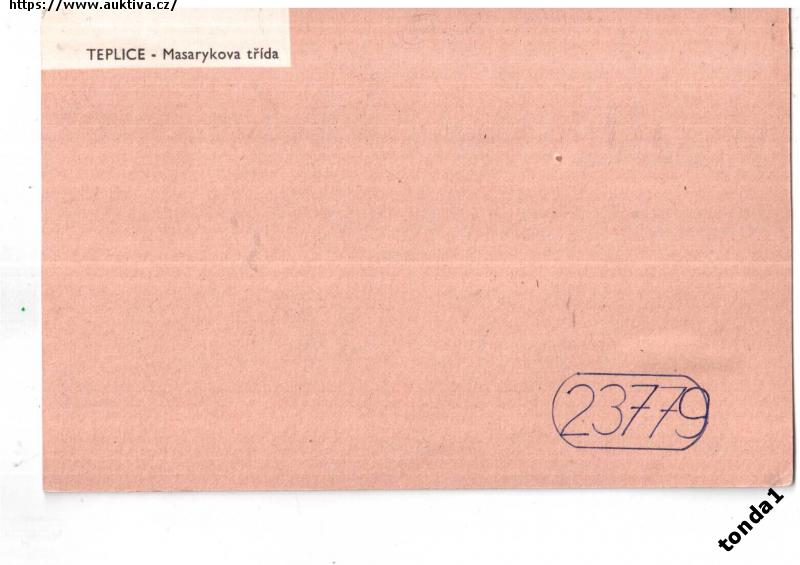 https://www.auktiva.cz/
TEPLICE - Masarykova třída
23779
tonda1